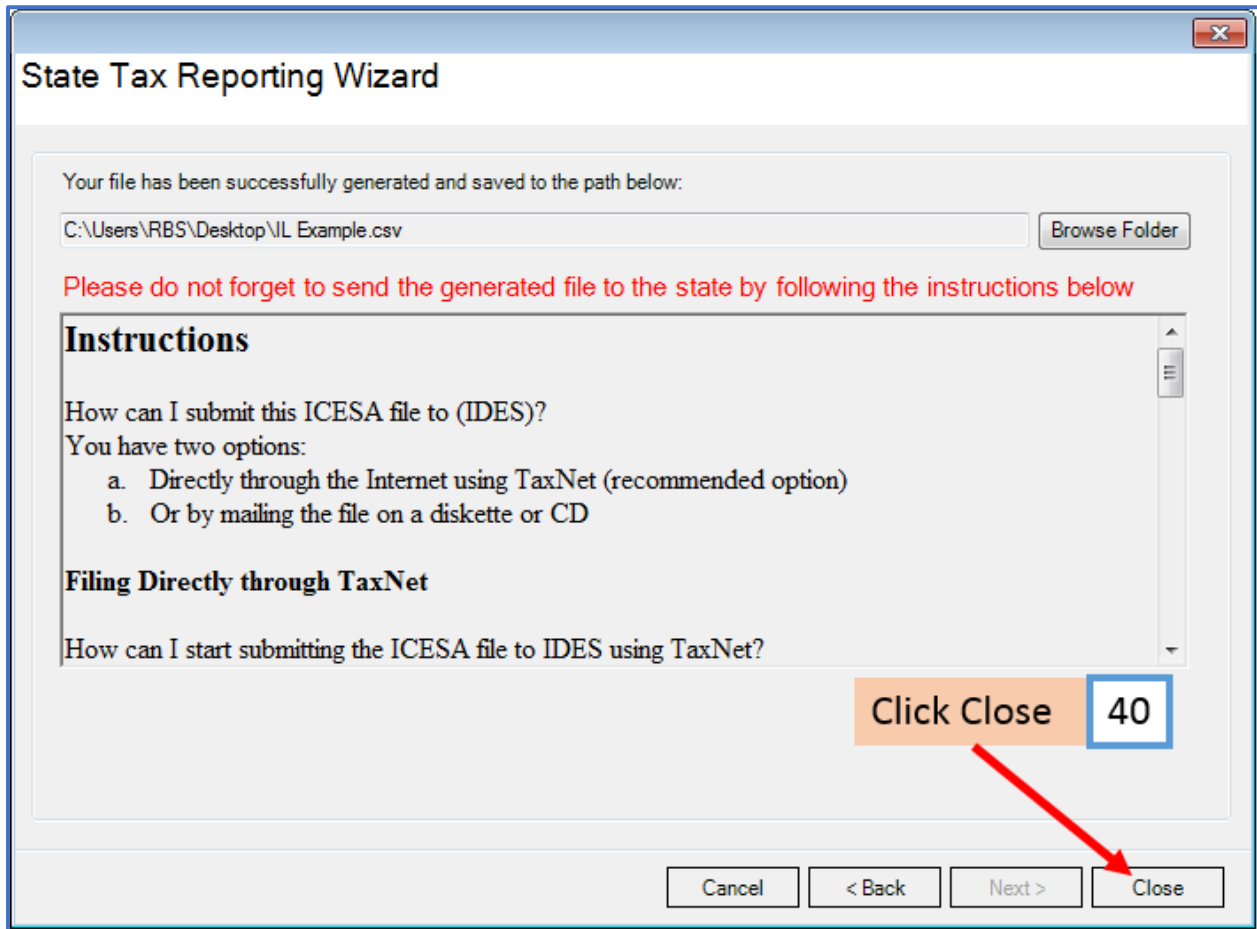 State Tax Reporting Wizard
Your file has been successfully generated and saved to the path below:
C:\Users\RBS\Desktop\IL Example.csv
Browse Folder
Please do not forget to send the generated file to the state by following the instructions below
Instructions
How can I submit this ICESA file to (IDES)?
You have two options:
a. Directly through the Internet using TaxNet (recommended option)
b. Or by mailing the file on a diskette or CD
Filing Directly through TaxNet
How can I start submitting the ICESA file to IDES using TaxNet?
Click Close 40
Cancel < Back Next > Close